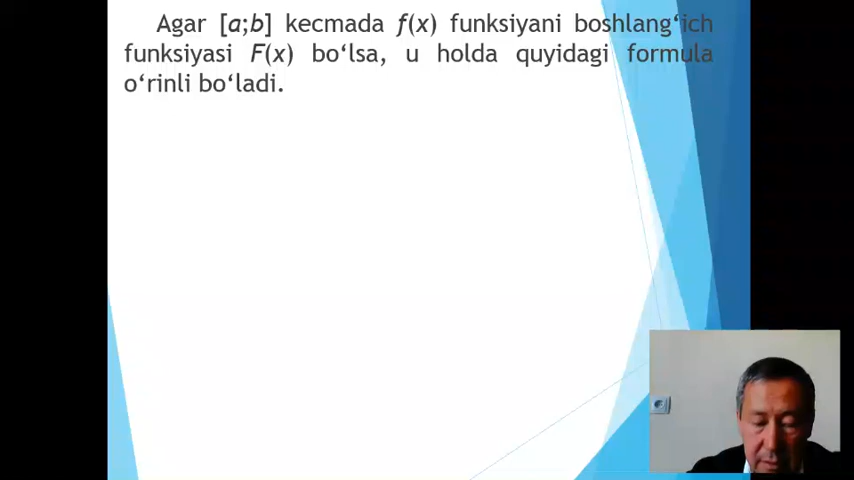 Agar [a;b] kecmada f(x) funksiyani boshlang‘ich
funksiyasi F(x) bo‘lsa, u holda quyidagi formula
o‘rinli bo‘ladi.